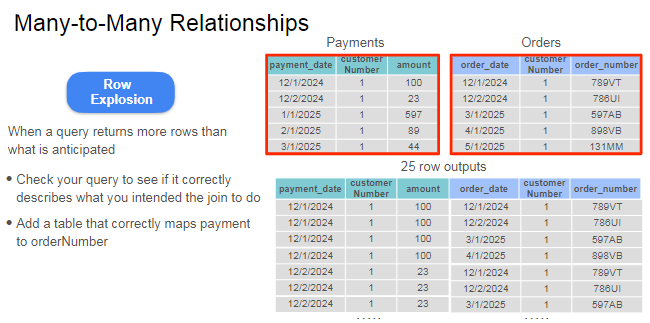 Many-to-Many Relationships
Row
Explosion
When a query returns more rows than
what is anticipated
• Check your query to see if it correctly
describes what you intended the join to do
• Add a table that correctly maps payment
to orderNumber
Payments
payment_date customer Number amount
12/1/2024 1 100
12/2/2024 1 23
1/1/2025 1 597
2/1/2025 1 89
3/1/2025 1 44
Orders
order_date customer Number order_number
12/1/2024 1 789VT
12/2/2024 1 786UI
3/1/2025 1 597AB
4/1/2025 1 898VB
5/1/2025 1 131MM
25 row outputs
payment_date customer Number amount order_date customer Number order_number
12/1/2024 1 100 12/1/2024 1 789VT
12/1/2024 1 100 12/2/2024 1 786UI
12/1/2024 1 100 3/1/2025 1 597AB
12/1/2024 1 100 4/1/2025 1 898VB
12/2/2024 1 23 12/1/2024 1 789VT
12/2/2024 1 23 12/2/2024 1 786UI
12/2/2024 1 23 3/1/2025 1 597AB